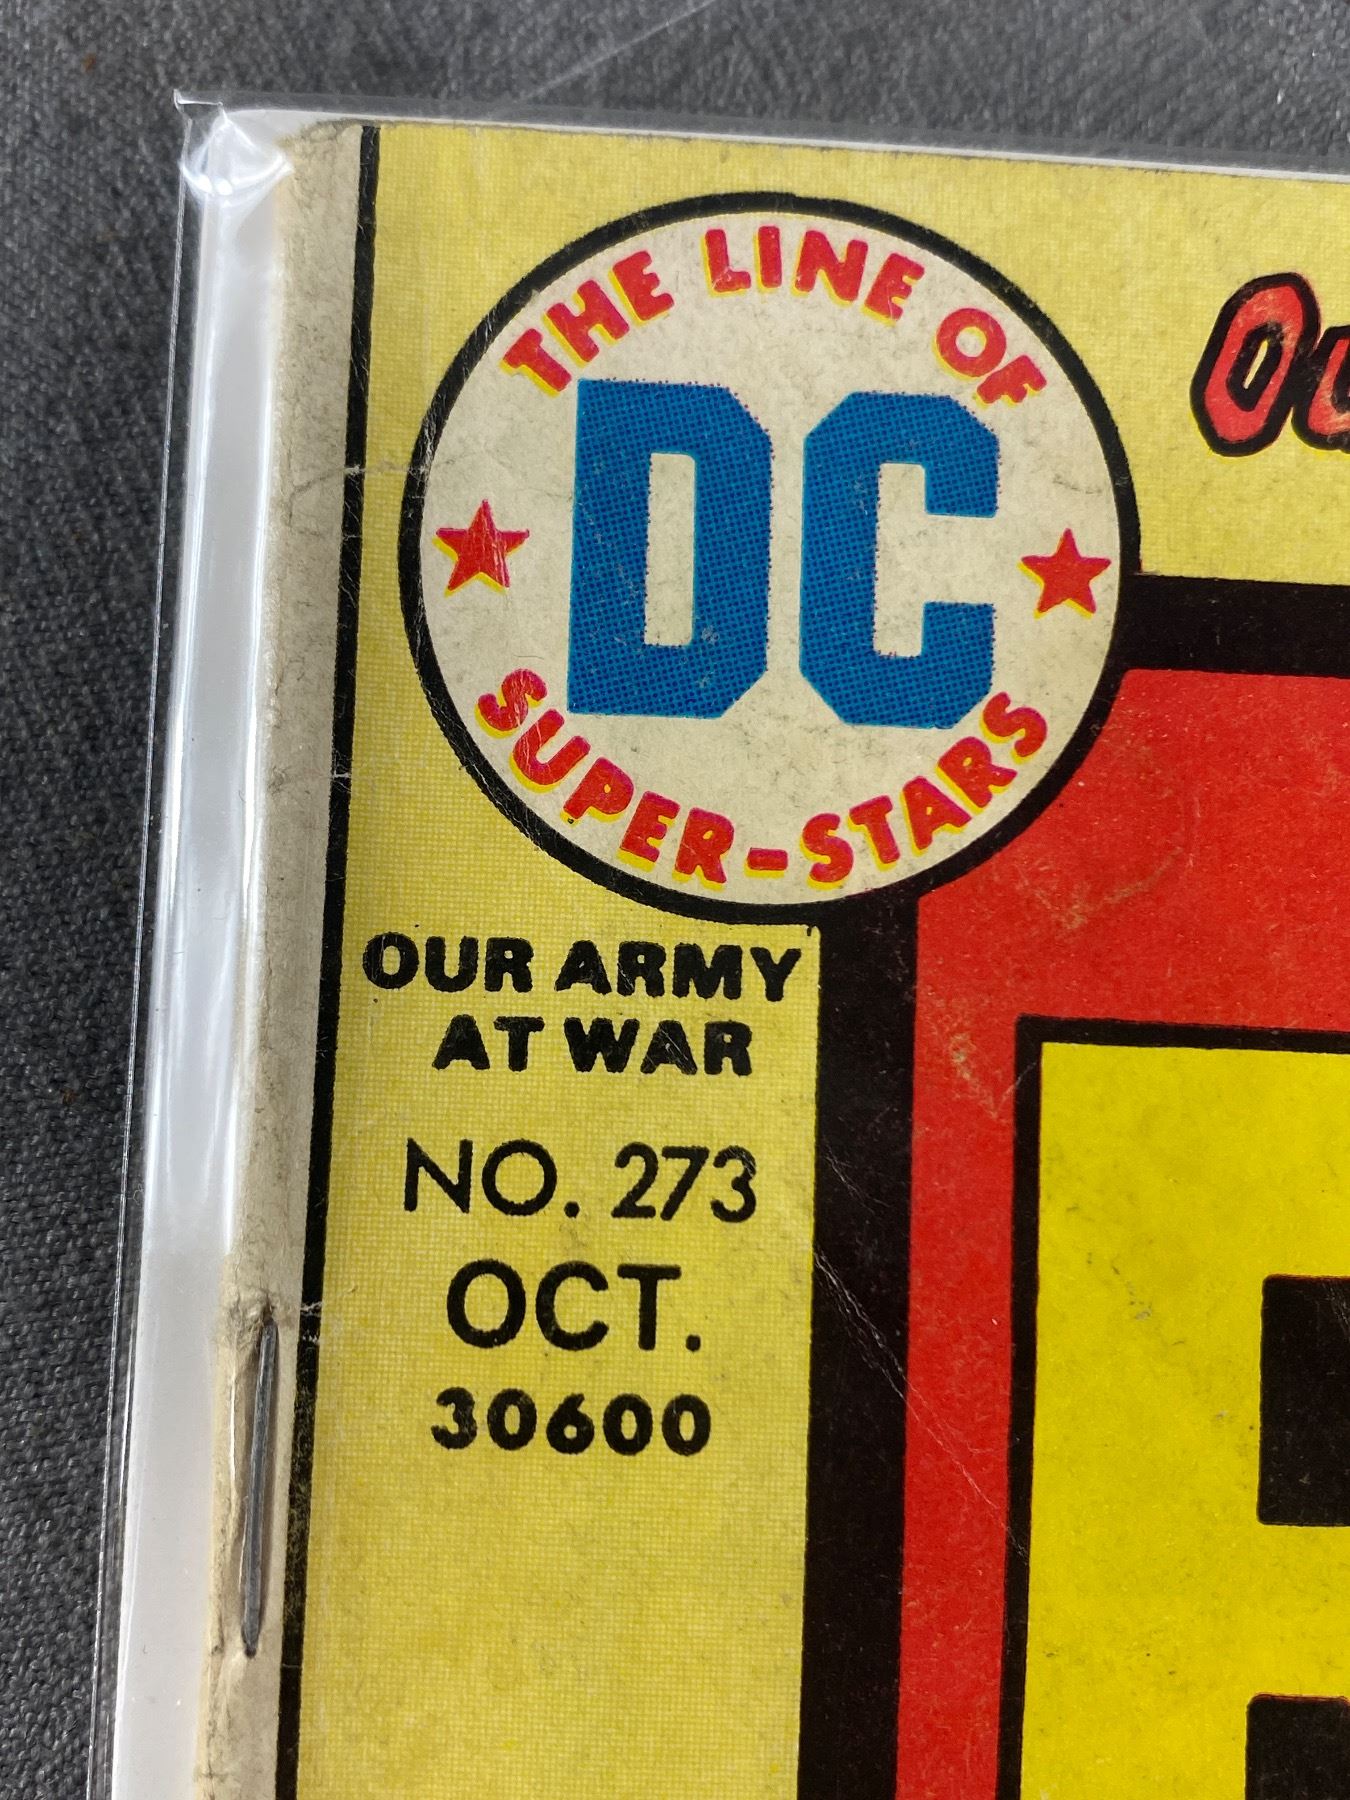 THE LINE OF
DC
SUPER-STARS
OUR ARMY
AT WAR
NO. 273
OCT.
30600